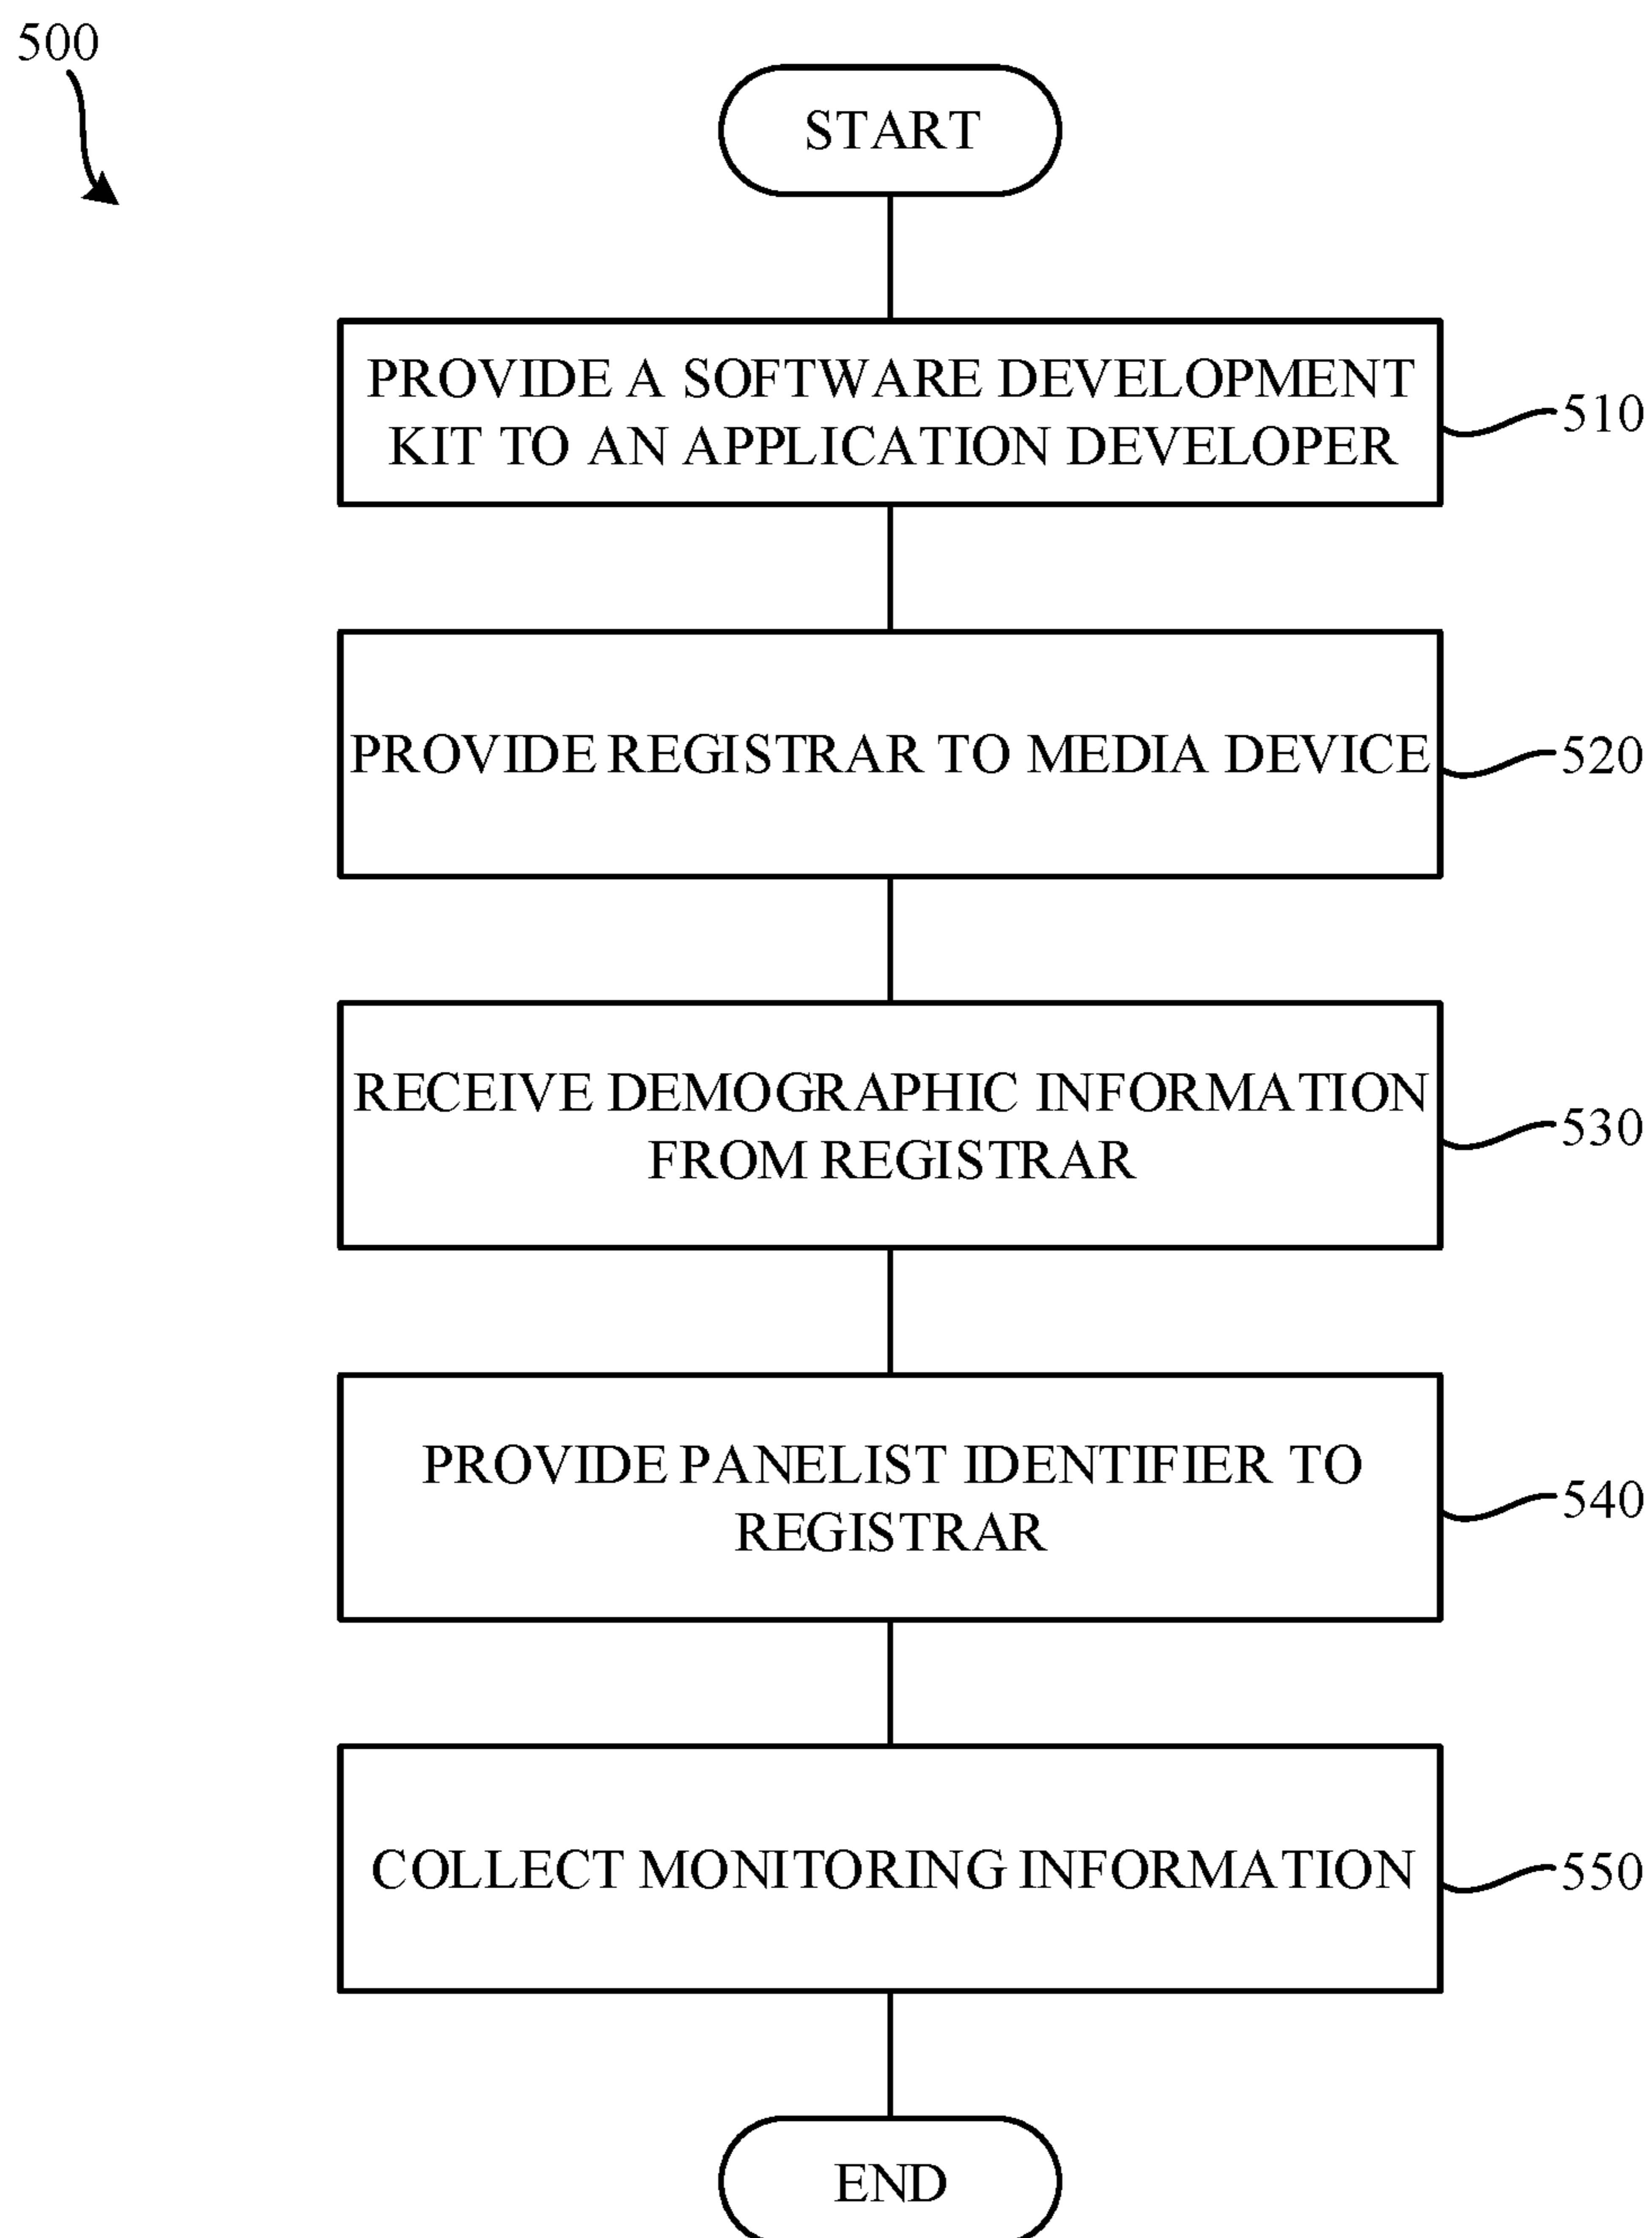 500
START
PROVIDE A SOFTWARE DEVELOPMENT
KIT TO AN APPLICATION DEVELOPER
510
PROVIDE REGISTRAR TO MEDIA DEVICE
520
RECEIVE DEMOGRAPHIC INFORMATION
FROM REGISTRAR
530
PROVIDE PANELIST IDENTIFIER TO
REGISTRAR
540
COLLECT MONITORING INFORMATION
550
END